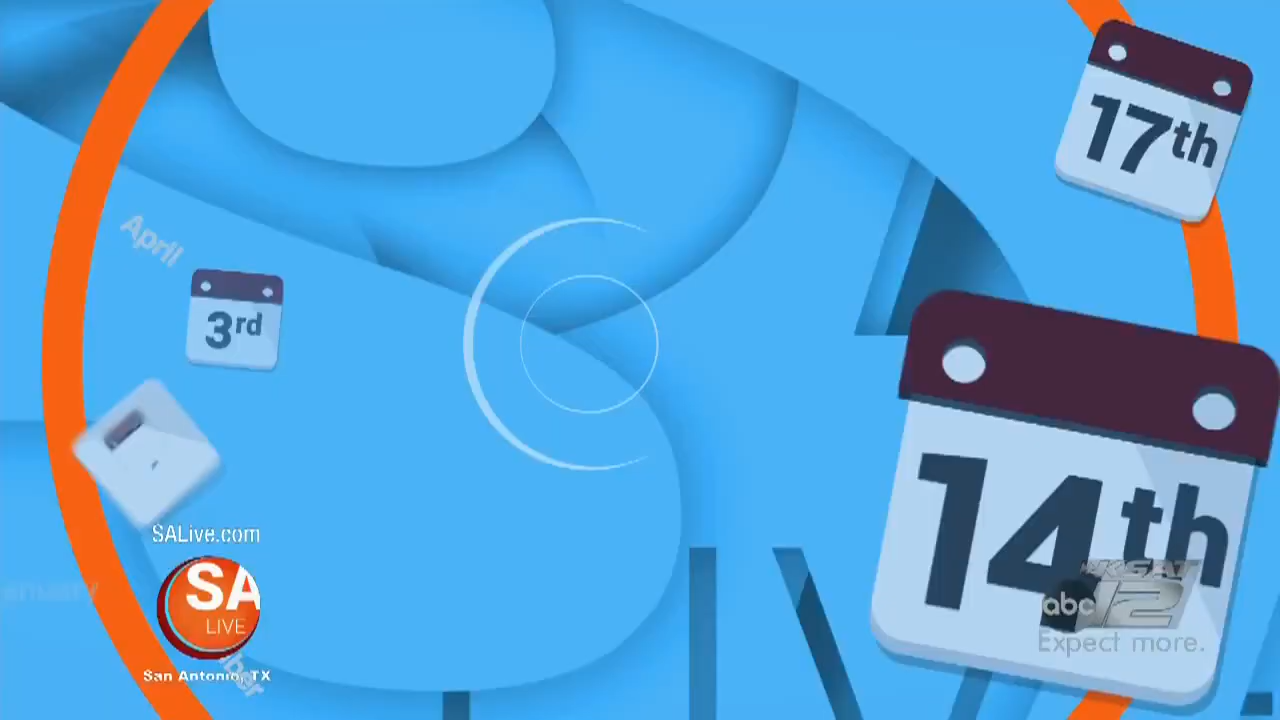 17th
April
3rd
14th
SALive.com
SA
LIVE
San Antonio, TX
KSAT
abc 12
Expect more.